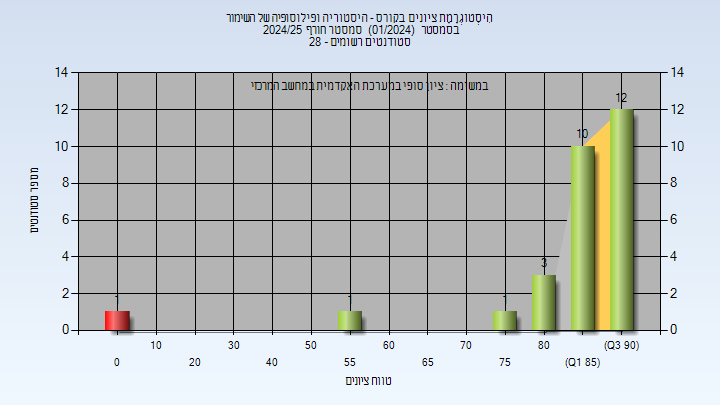 היסטוגרמת ציונים בקורס - היסטוריה ופילוסופיה של השימור
בסמסטר (01/2024) סמסטר חורף 2024/25
סטודנטים רשומים - 28
במשימה : ציון סופי במערכת האקדמית במחשב המרכזי
מספר סטודנטים
14 14
12 12
10 10
8 8
6 6
4 4
2 2
0 0
1 1 1 3 10 12
10 30 50 60 70 80 (Q3 90)
0 20 40 55 65 75 (Q1 85)
טווח ציונים